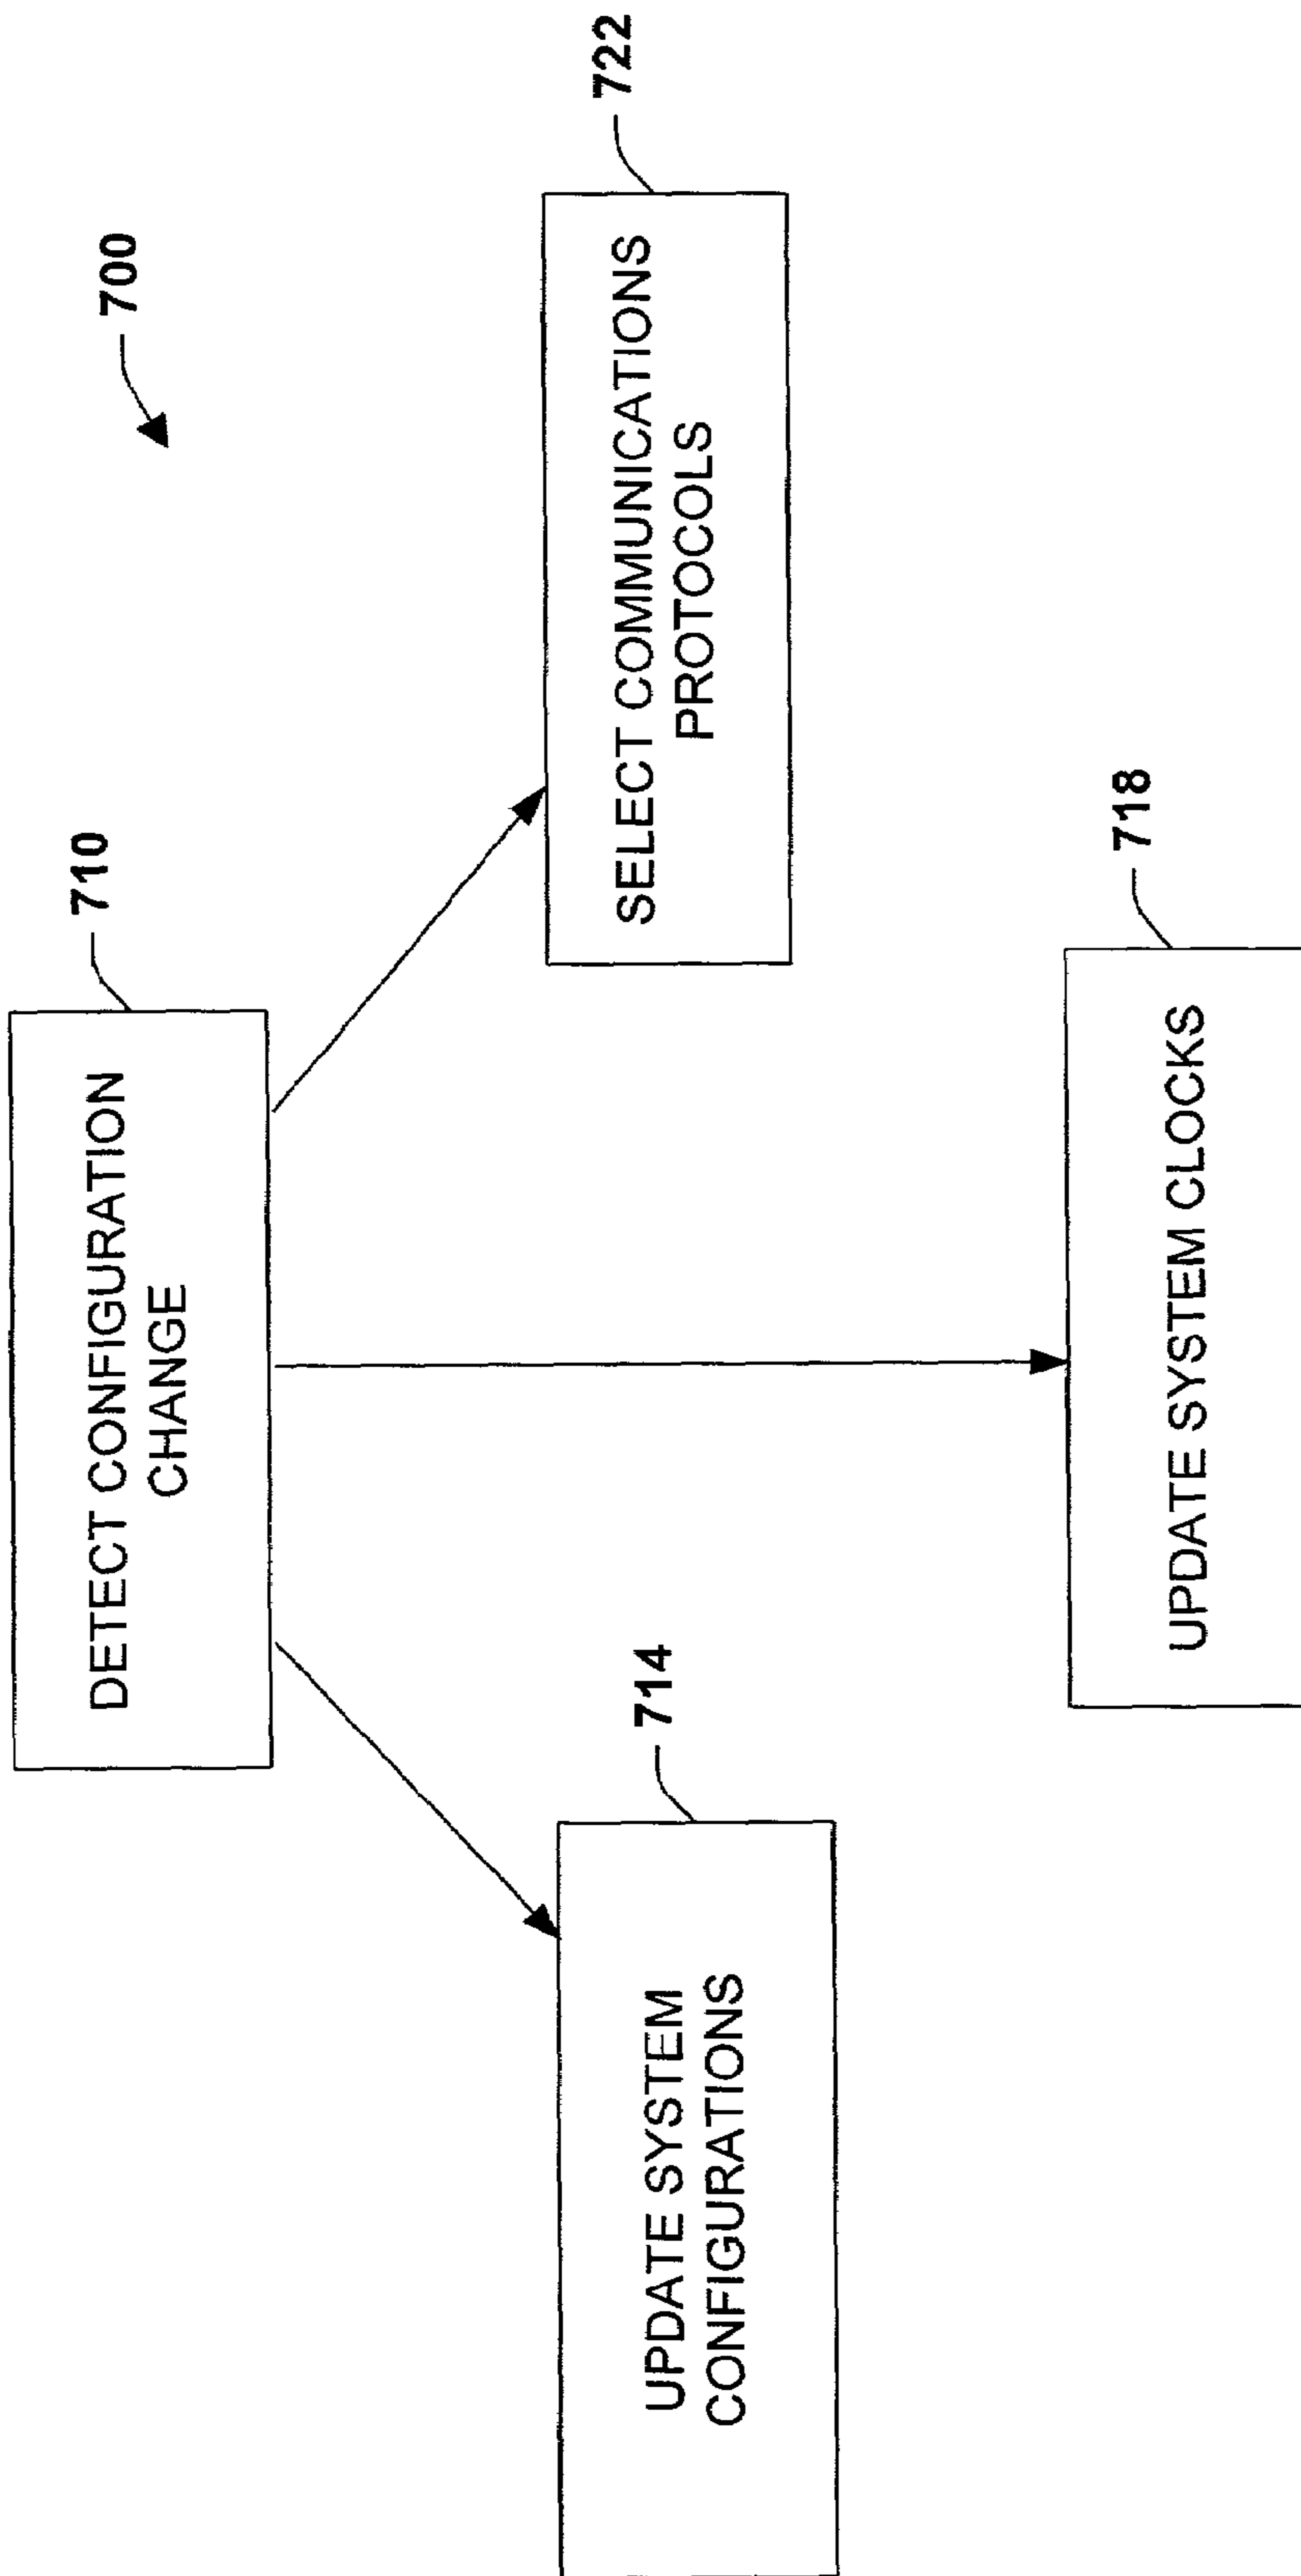 700
710
DETECT CONFIGURATION
CHANGE
714
UPDATE SYSTEM
CONFIGURATIONS
722
SELECT COMMUNICATIONS
PROTOCOLS
718
UPDATE SYSTEM CLOCKS